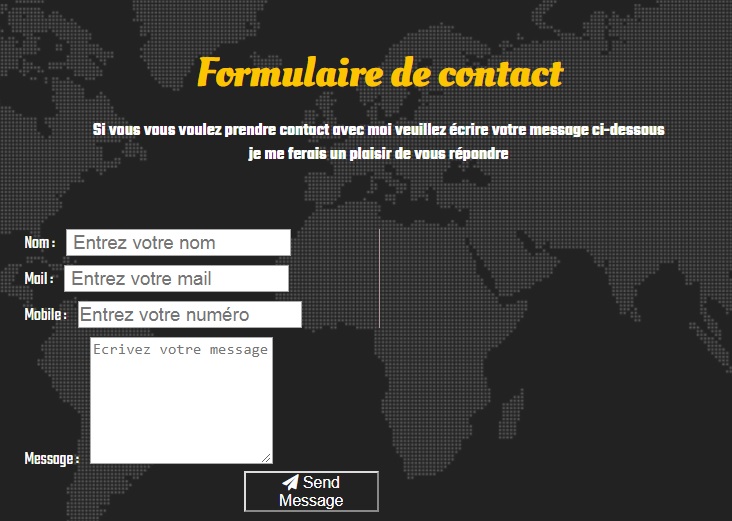 Formulaire de contact
Si vous vous voulez prendre contact avec moi veuillez écrire votre message ci-dessous
je me ferais un plaisir de vous répondre
Nom : Entrez votre nom
Mail : Entrez votre mail
Mobile : Entrez votre numéro
Ecrivez votre message
Message :
Send
Message